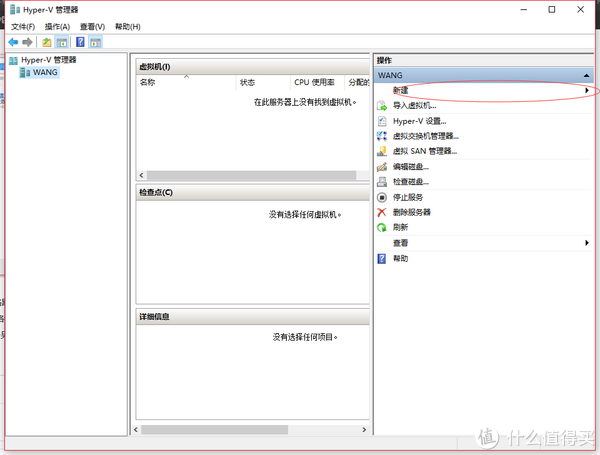 Hyper-V 管理器
文件(F) 操作(A) 查看(V) 帮助(H)
Hyper-V 管理器
WANG
虚拟机(I)
名称 状态 CPU 使用率 分配的
在此服务器上没有找到虚拟机。
检查点(C)
没有选择任何虚拟机。
详细信息
没有选择任何项目。
操作
WANG
新建
导入虚拟机...
Hyper-V 设置...
虚拟交换机管理器...
虚拟 SAN 管理器...
编辑磁盘...
检查磁盘...
停止服务
删除服务器
刷新
查看
帮助
值 什么值得买